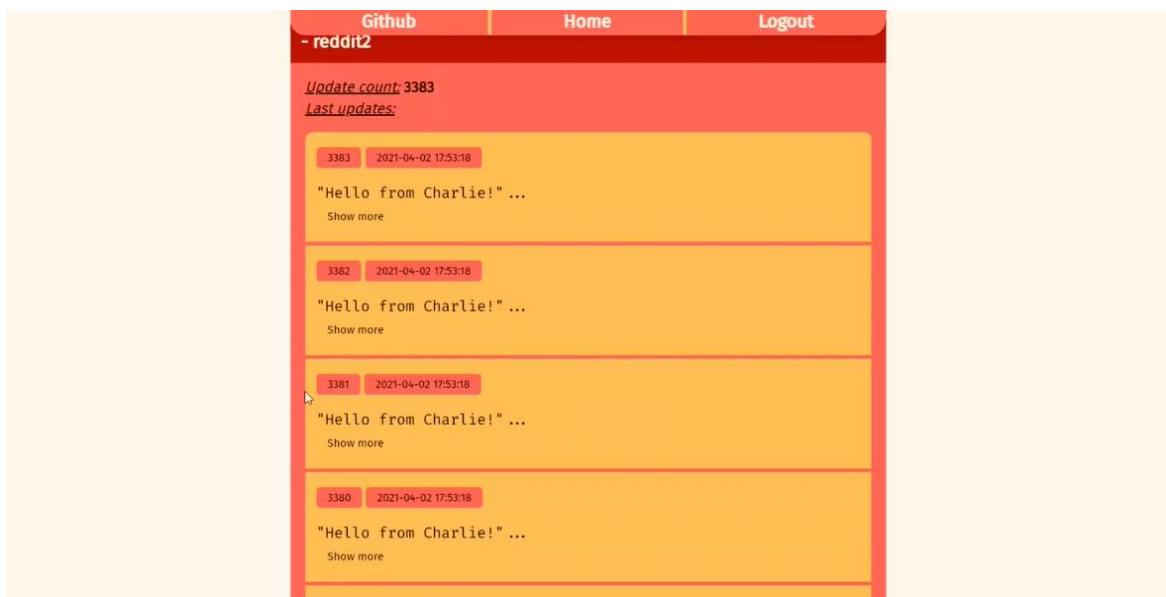 Github Home Logout
- reddit2
Update count: 3383
Last updates:
3383 2021-04-02 17:53:18
"Hello from Charlie!" ...
Show more
3382 2021-04-02 17:53:18
"Hello from Charlie!" ...
Show more
3381 2021-04-02 17:53:18
"Hello from Charlie!" ...
Show more
3380 2021-04-02 17:53:18
"Hello from Charlie!" ...
Show more